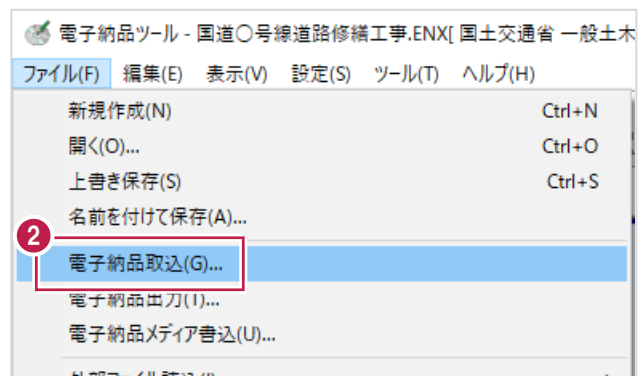 電子納品ツール - 国道〇号線道路修繕工事.ENX[ 国土交通省 一般土木
ファイル(F) 編集(E) 表示(V) 設定(S) ツール(T) ヘルプ(H)
新規作成(N) Ctrl+N
開く(O)... Ctrl+O
上書き保存(S) Ctrl+S
名前を付けて保存(A)...
2
電子納品取込(G)...
電子納品出力(T)...
電子納品メディア書込(U)...